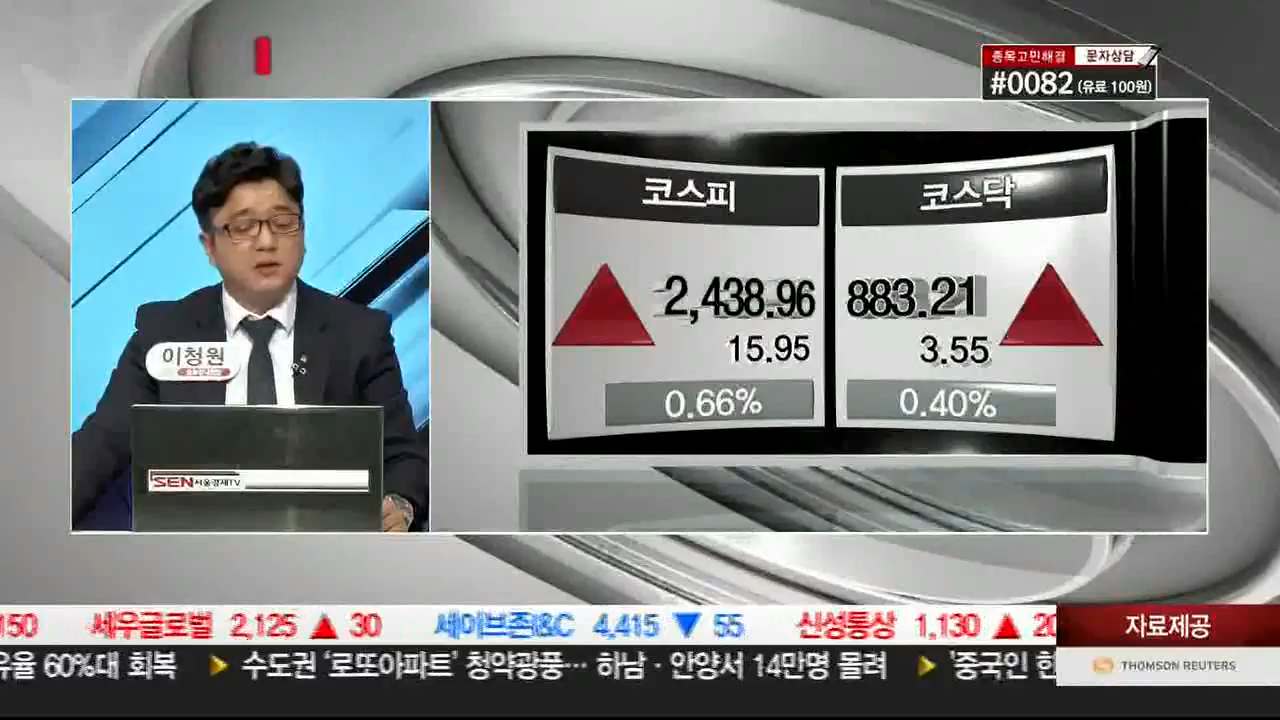 종목고민해결 문자상담
#0082 (유료 100원)
코스피
2,438.96
15.95
0.66%
코스닥
883.21
3.55
0.40%
이청원
SEN 서울경제TV
150 세우글로벌 2,125 ▲ 30 세이브존I&C 4,415 ▼ 55 신성통상 1,130 ▲ 20
자료제공
유율 60%대 회복 ▶ 수도권 '로또아파트' 청약광풍… 하남·안양서 14만명 몰려 ▶ '중국인 한
THOMSON REUTERS